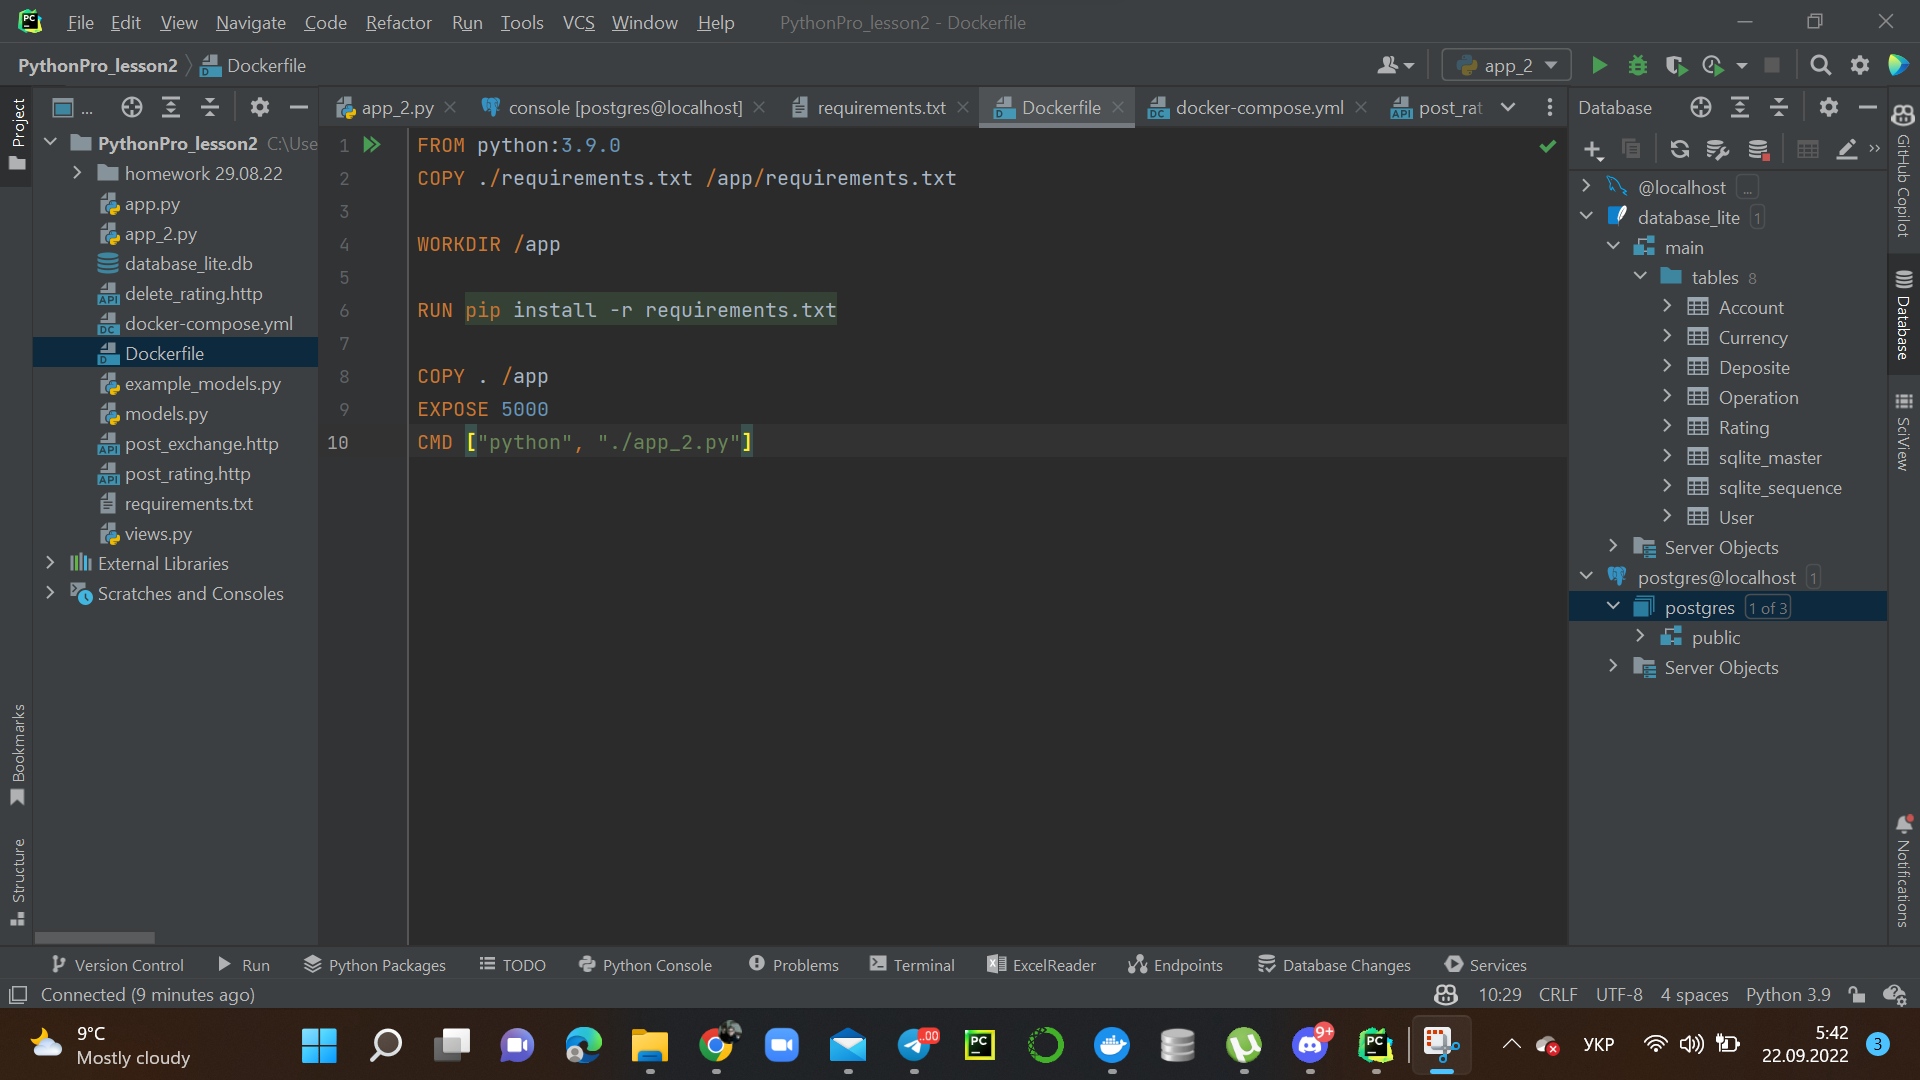 File Edit View Navigate Code Refactor Run Tools VCS Window Help PythonPro_lesson2 - Dockerfile
PythonPro_lesson2 Dockerfile
app_2
Project
...
app_2.py
console [postgres@localhost]
requirements.txt
Dockerfile
docker-compose.yml
post_rat
PythonPro_lesson2 C:\Use
homework 29.08.22
app.py
app_2.py
database_lite.db
delete_rating.http
docker-compose.yml
Dockerfile
example_models.py
models.py
post_exchange.http
post_rating.http
requirements.txt
views.py
External Libraries
Scratches and Consoles
Bookmarks
Structure
1 FROM python:3.9.0
2 COPY ./requirements.txt /app/requirements.txt
3
4 WORKDIR /app
5
6 RUN pip install -r requirements.txt
7
8 COPY . /app
9 EXPOSE 5000
10 CMD ["python", "./app_2.py"]
Database
@localhost ...
database_lite 1
main
tables 8
Account
Currency
Deposite
Operation
Rating
sqlite_master
sqlite_sequence
User
Server Objects
postgres@localhost 1
postgres 1 of 3
public
Server Objects
GitHub Copilot
Database
SciView
Notifications
Version Control Run Python Packages TODO Python Console Problems Terminal ExcelReader Endpoints Database Changes Services
Connected (9 minutes ago) 10:29 CRLF UTF-8 4 spaces Python 3.9
9°C
Mostly cloudy
PC
..00
9+
PC
УКР
5:42
22.09.2022
3